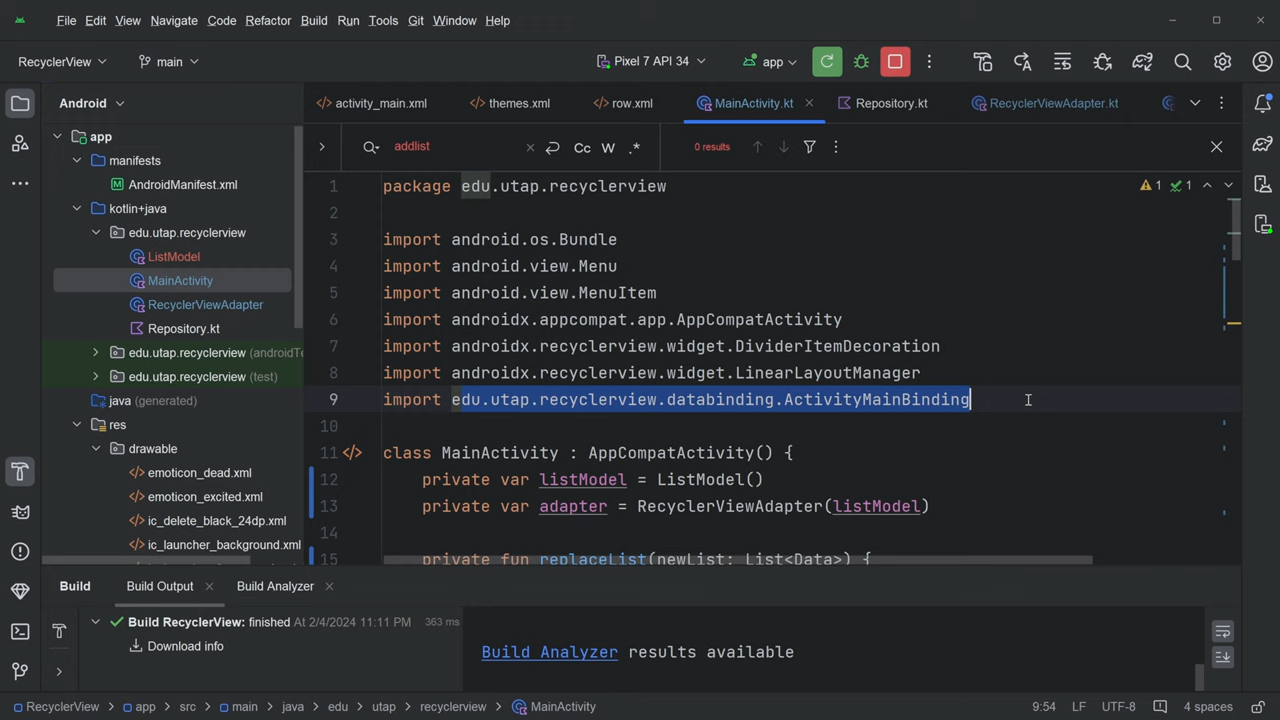 File Edit View Navigate Code Refactor Build Run Tools Git Window Help
RecyclerView main Pixel 7 API 34 app
Android
activity_main.xml themes.xml row.xml MainActivity.kt Repository.kt RecyclerViewAdapter.kt
addlist Cc W .* 0 results
app
manifests
AndroidManifest.xml
kotlin+java
edu.utap.recyclerview
ListModel
MainActivity
RecyclerViewAdapter
Repository.kt
edu.utap.recyclerview (androidTe
edu.utap.recyclerview (test)
java (generated)
res
drawable
emoticon_dead.xml
emoticon_excited.xml
ic_delete_black_24dp.xml
ic_launcher_background.xml
1 package edu.utap.recyclerview
1 1
2
3 import android.os.Bundle
4 import android.view.Menu
5 import android.view.MenuItem
6 import androidx.appcompat.app.AppCompatActivity
7 import androidx.recyclerview.widget.DividerItemDecoration
8 import androidx.recyclerview.widget.LinearLayoutManager
9 import edu.utap.recyclerview.databinding.ActivityMainBinding
10
11 class MainActivity : AppCompatActivity() {
12 private var listModel = ListModel()
13 private var adapter = RecyclerViewAdapter(listModel)
14
15 private fun replaceList(newList: List<Data>) {
Build Build Output Build Analyzer
Build RecyclerView: finished At 2/4/2024 11:11 PM 363 ms
Download info
Build Analyzer results available
RecyclerView app src main java edu utap recyclerview MainActivity 9:54 LF UTF-8 4 spaces